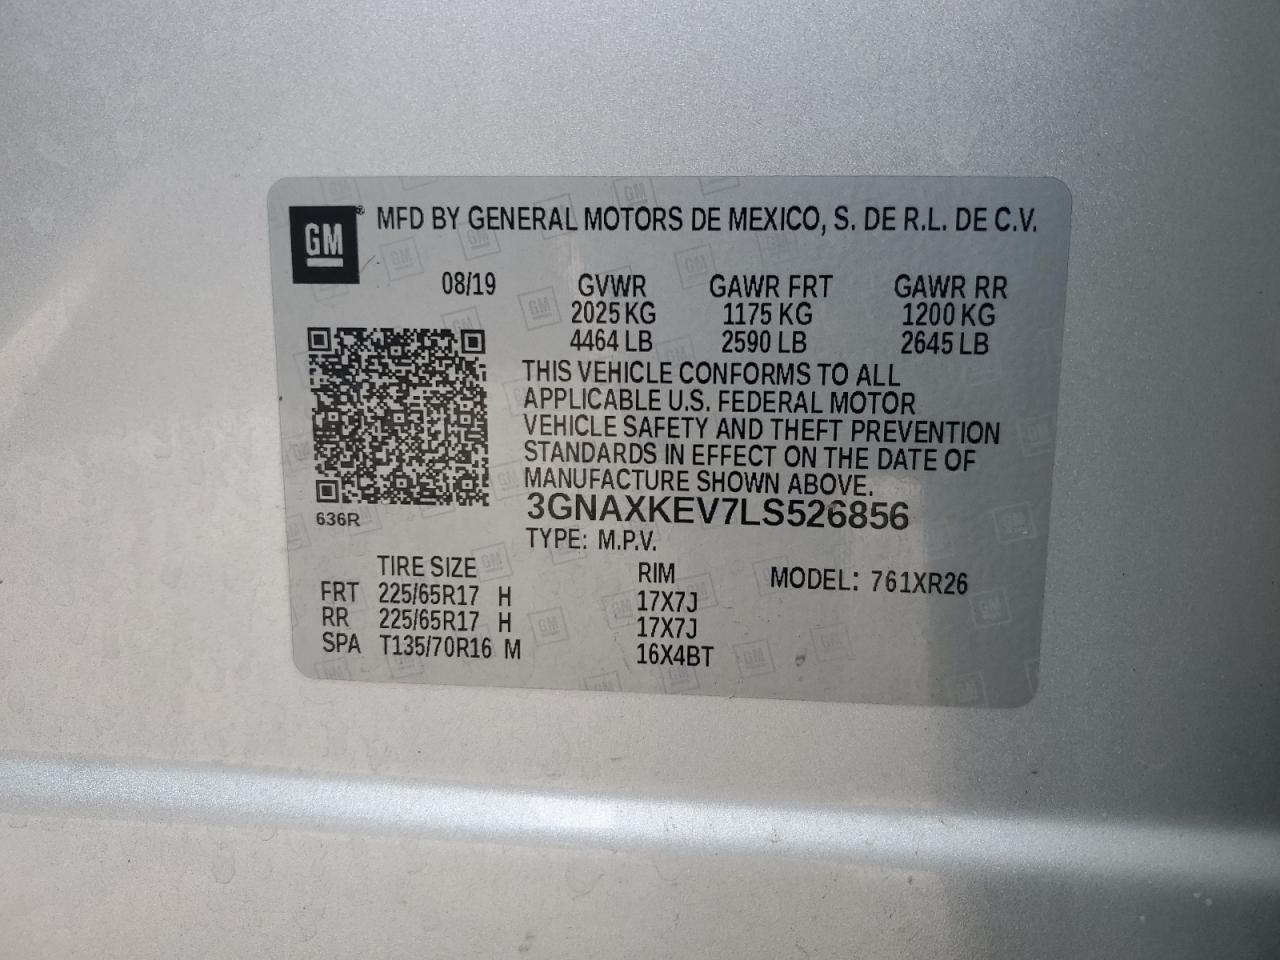 GM ® MFD BY GENERAL MOTORS DE MEXICO, S. DE R.L. DE C.V.
08/19 GVWR GAWR FRT GAWR RR
2025 KG 1175 KG 1200 KG
4464 LB 2590 LB 2645 LB
THIS VEHICLE CONFORMS TO ALL
APPLICABLE U.S. FEDERAL MOTOR
VEHICLE SAFETY AND THEFT PREVENTION
STANDARDS IN EFFECT ON THE DATE OF
MANUFACTURE SHOWN ABOVE.
636R
3GNAXKEV7LS526856
TYPE: M.P.V.
TIRE SIZE RIM MODEL: 761XR26
FRT 225/65R17 H 17X7J
RR 225/65R17 H 17X7J
SPA T135/70R16 M 16X4BT